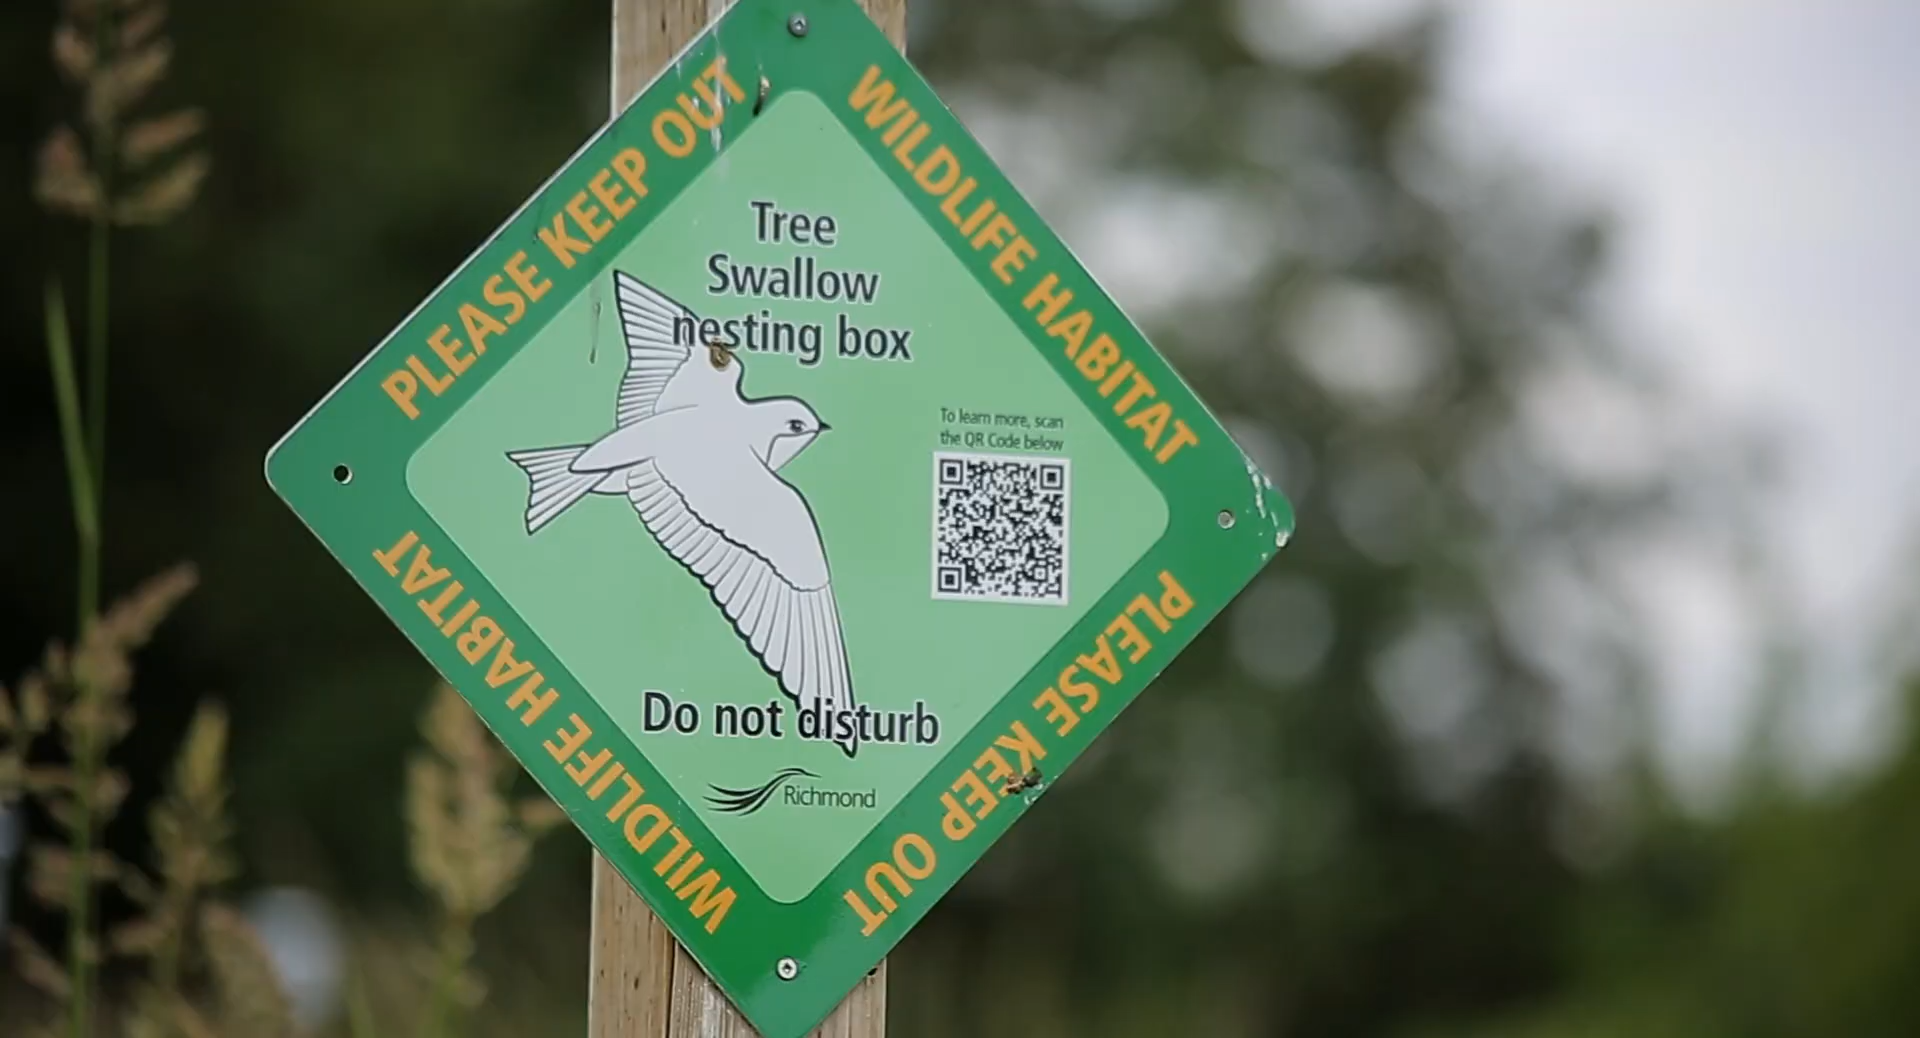 PLEASE KEEP OUT
WILDLIFE HABITAT
Tree
Swallow
nesting box
To learn more, scan
the QR Code below
Do not disturb
Richmond
WILDLIFE HABITAT
PLEASE KEEP OUT